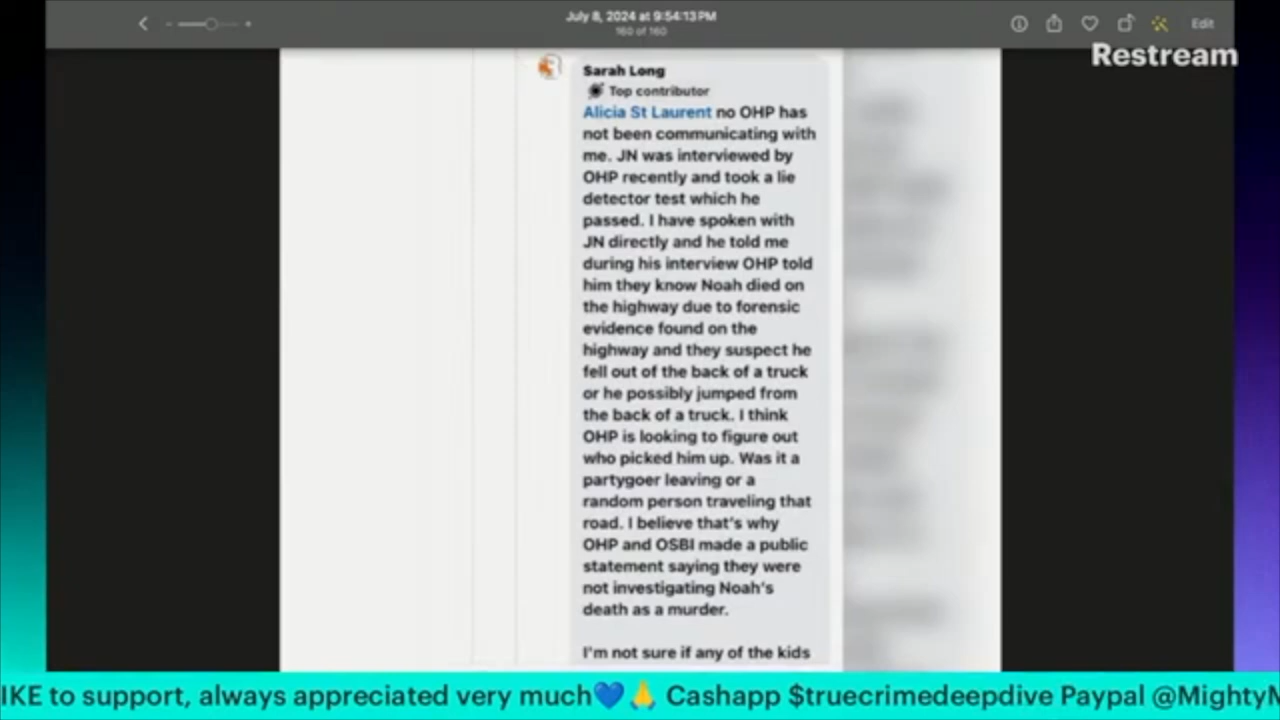 July 8, 2024 at 9:54:13 PM
160 of 160
Edit
Restream
Sarah Long
Top contributor
Alicia St Laurent no OHP has
not been communicating with
me. JN was interviewed by
OHP recently and took a lie
detector test which he
passed. I have spoken with
JN directly and he told me
during his interview OHP told
him they know Noah died on
the highway due to forensic
evidence found on the
highway and they suspect he
fell out of the back of a truck
or he possibly jumped from
the back of a truck. I think
OHP is looking to figure out
who picked him up. Was it a
partygoer leaving or a
random person traveling that
road. I believe that's why
OHP and OSBI made a public
statement saying they were
not investigating Noah's
death as a murder.
I'm not sure if any of the kids
IKE to support, always appreciated very much💙🙏 Cashapp $truecrimedeepdive Paypal @MightyM